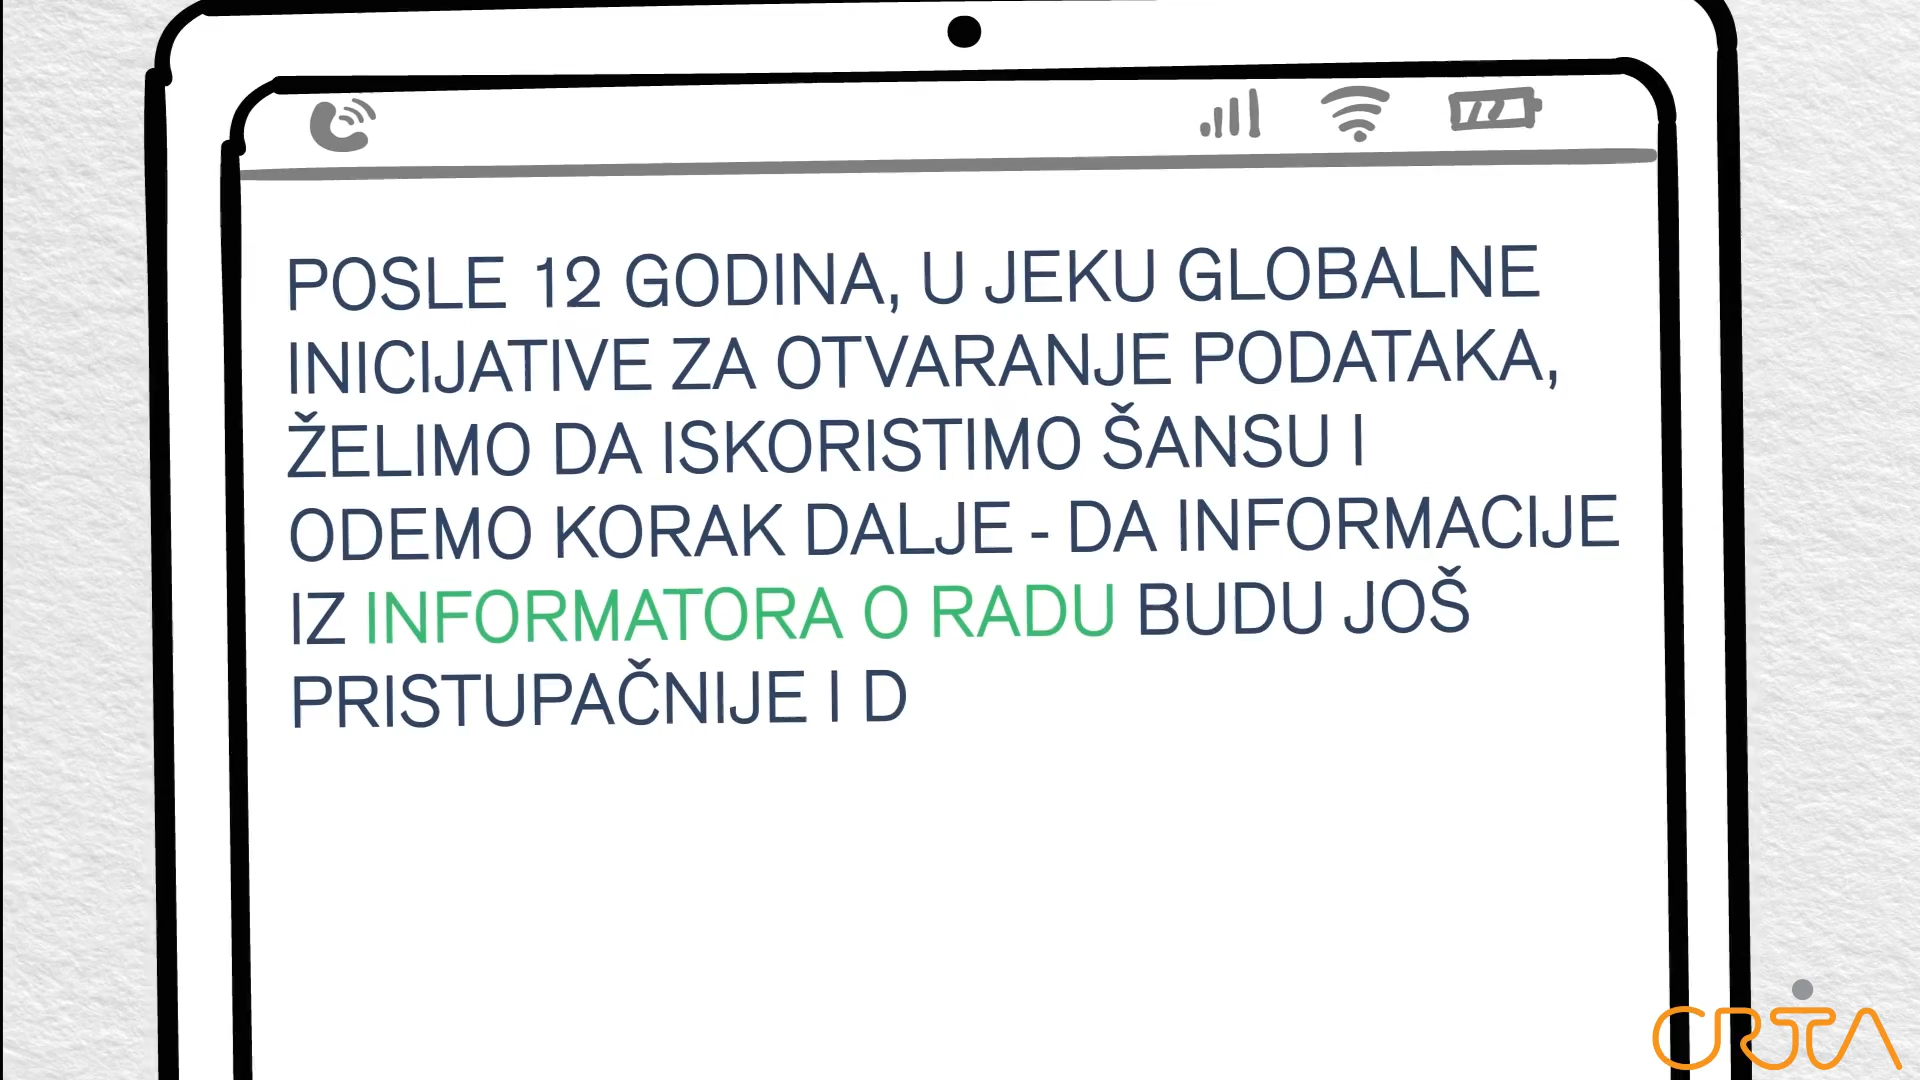 POSLE 12 GODINA, U JEKU GLOBALNE
INICIJATIVE ZA OTVARANJE PODATAKA,
ŽELIMO DA ISKORISTIMO ŠANSU I
ODEMO KORAK DALJE - DA INFORMACIJE
IZ INFORMATORA O RADU BUDU JOŠ
PRISTUPAČNIJE I D
CRTA